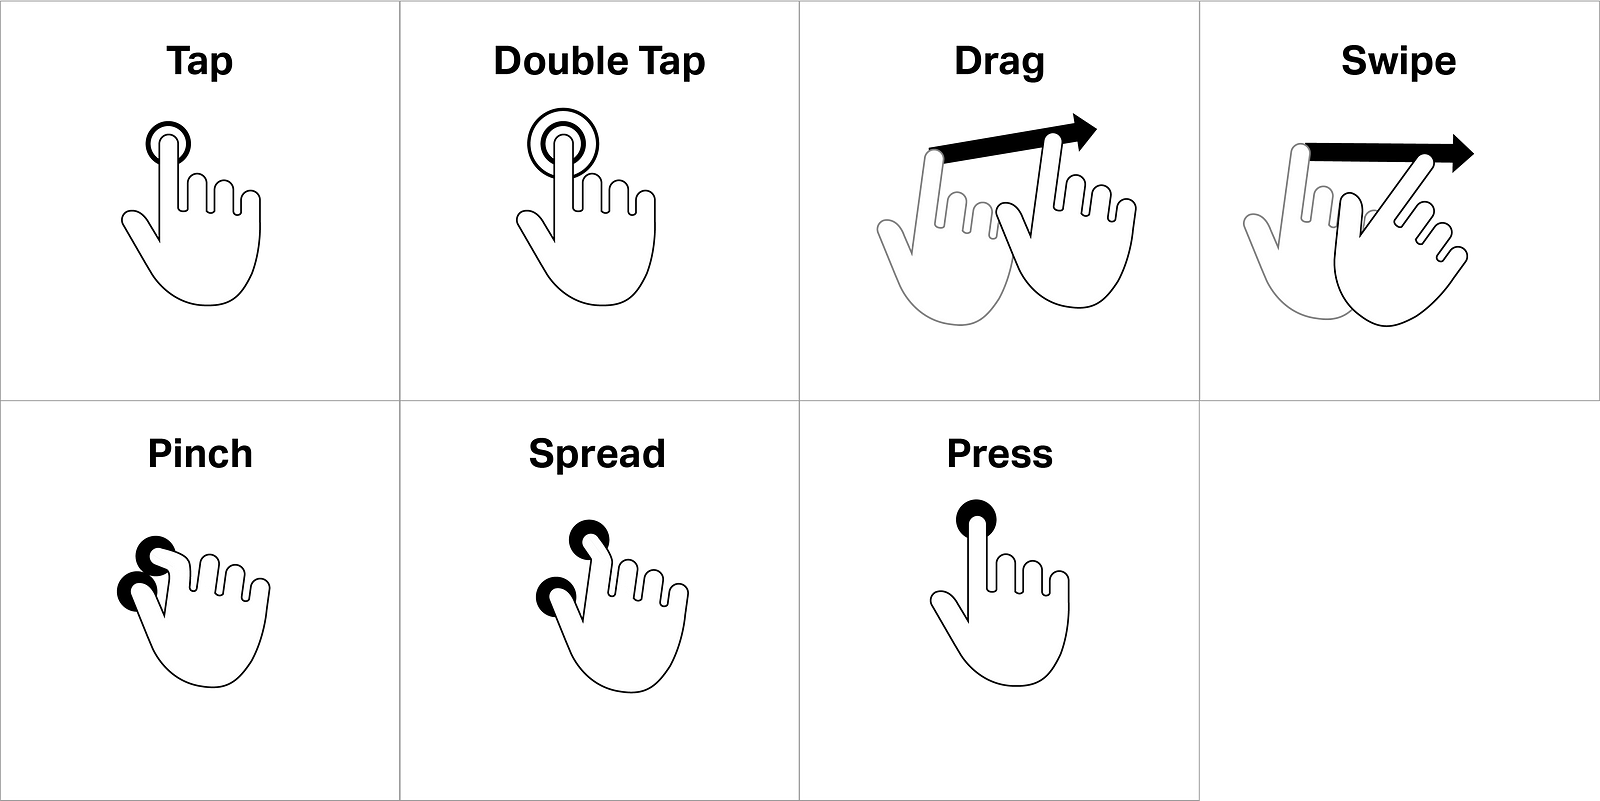 Tap
Double Tap
Drag
Swipe
Pinch
Spread
Press